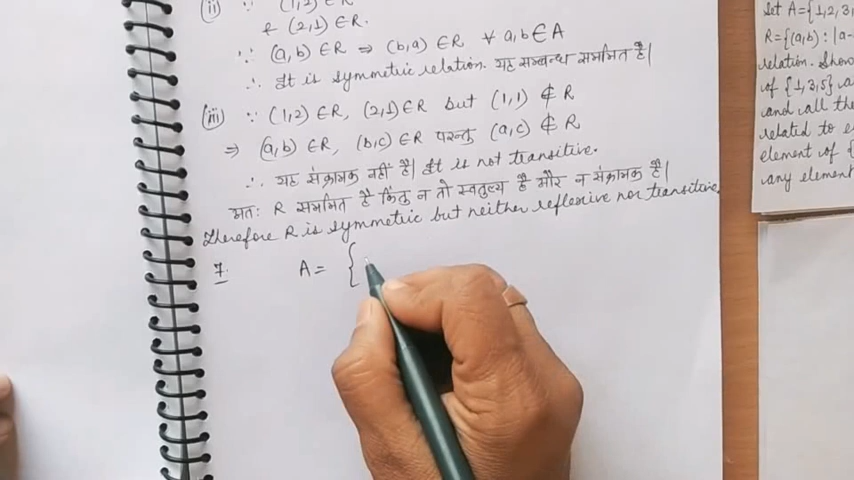 (ii) ∵ (1,2) ∈ R
& (2,1) ∈ R.
∵ (a,b) ∈ R ⇒ (b,a) ∈ R ∀ a,b ∈ A
∴ It is symmetric relation. यह सम्बन्ध सममित है|
(iii) ∵ (1,2) ∈ R, (2,1) ∈ R but (1,1) ∉ R
⇒ (a,b) ∈ R, (b,c) ∈ R परन्तु (a,c) ∉ R
∴ यह संक्रामक नहीं है| It is not transitive.
अतः R सममित है किंतु न तो स्वतुल्य है और न संक्रामक है|
Therefore R is symmetric but neither reflexive nor transitive.
7. A = {
Set A = {1,2,3,
R = {(a,b) : |a-
relation. Show
of {1,3,5} a
and all the
related to e
element of {
any element